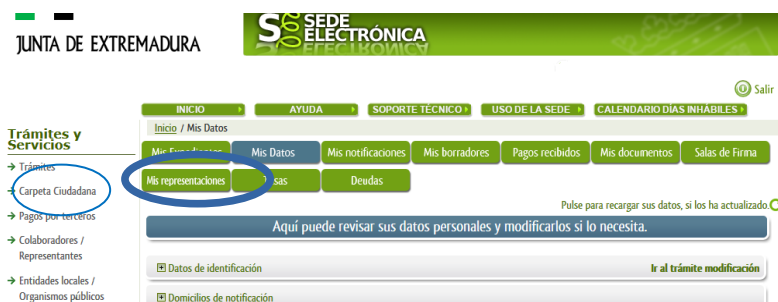 JUNTA DE EXTREMADURA
SEDE
ELECTRÓNICA
Salir
INICIO
AYUDA
SOPORTE TÉCNICO
USO DE LA SEDE
CALENDARIO DÍAS INHÁBILES
Trámites y
Servicios
Trámites
Carpeta Ciudadana
Pagos por terceros
Colaboradores /
Representantes
Entidades locales /
Organismos públicos
Inicio / Mis Datos
Mis Expedientes
Mis Datos
Mis notificaciones
Mis borradores
Pagos recibidos
Mis documentos
Salas de Firma
Mis representaciones
Deudas
Pulse para recargar sus datos, si los ha actualizado.
Aquí puede revisar sus datos personales y modificarlos si lo necesita.
Datos de identificación
Ir al trámite modificación
Domicilios de notificación